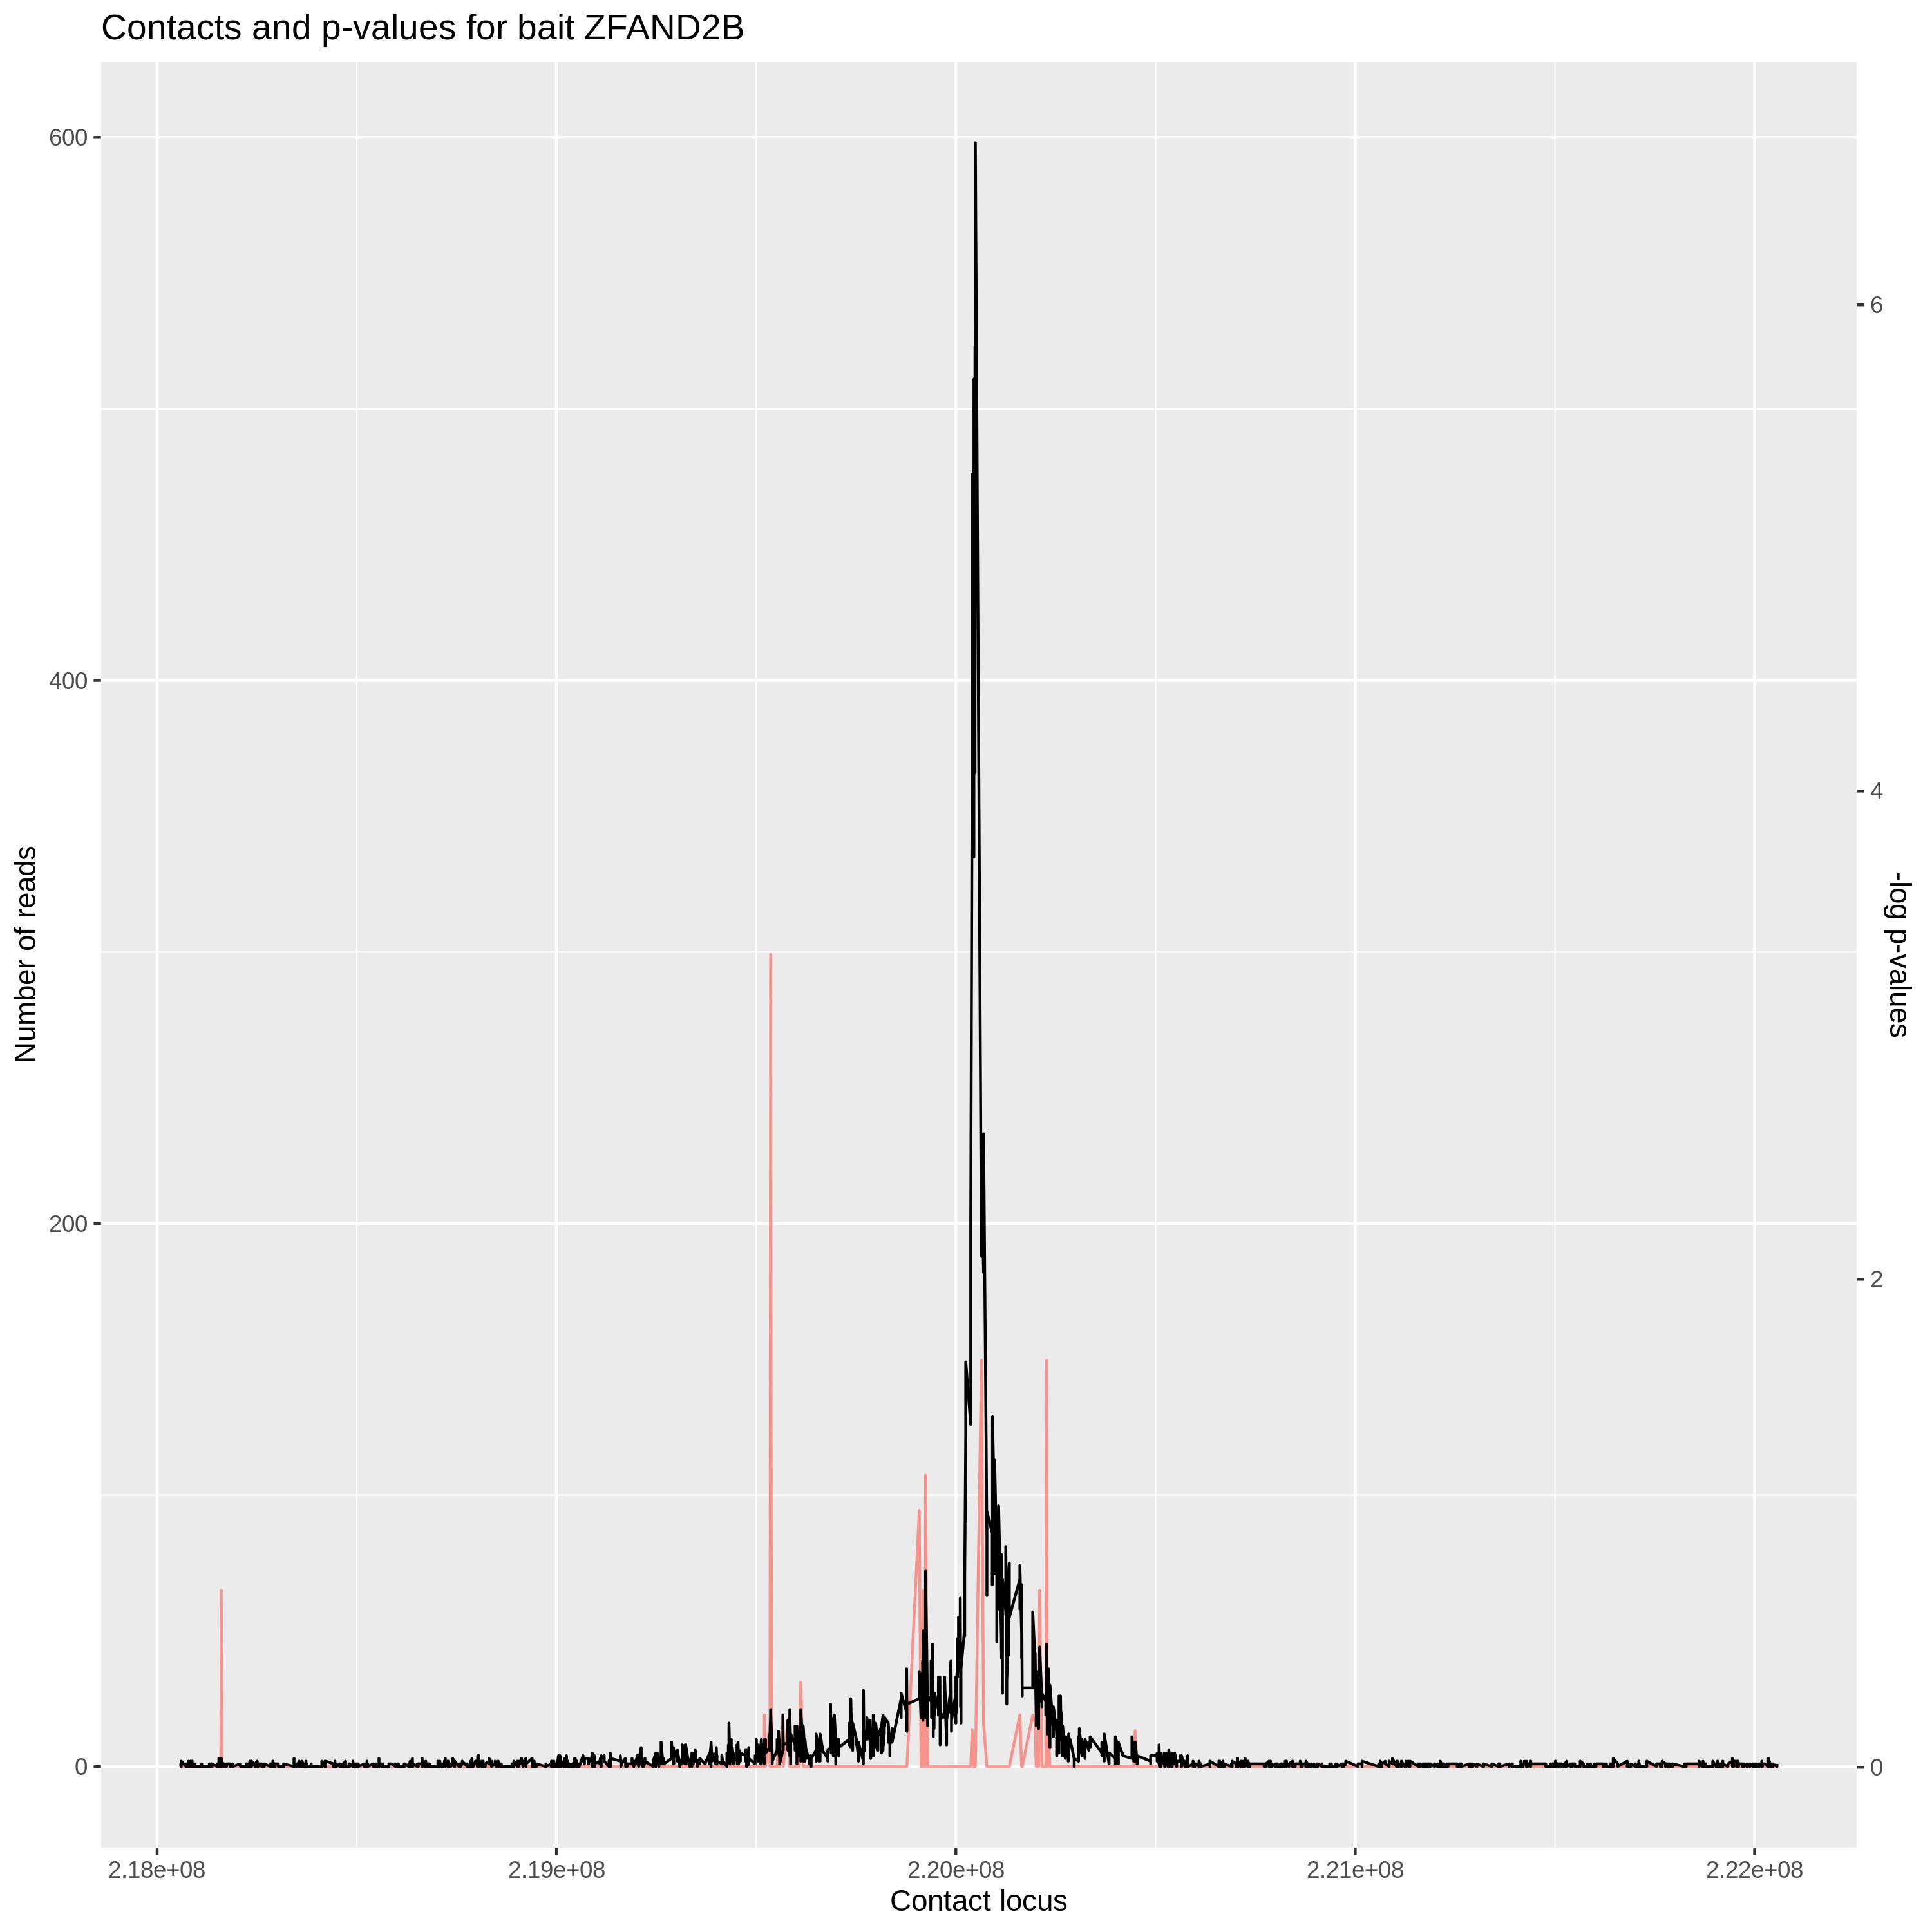 Contacts and p-values for bait ZFAND2B
600
400
200
0
Number of reads
6
4
2
0
-log p-values
2.18e+08
2.19e+08
2.20e+08
2.21e+08
2.22e+08
Contact locus